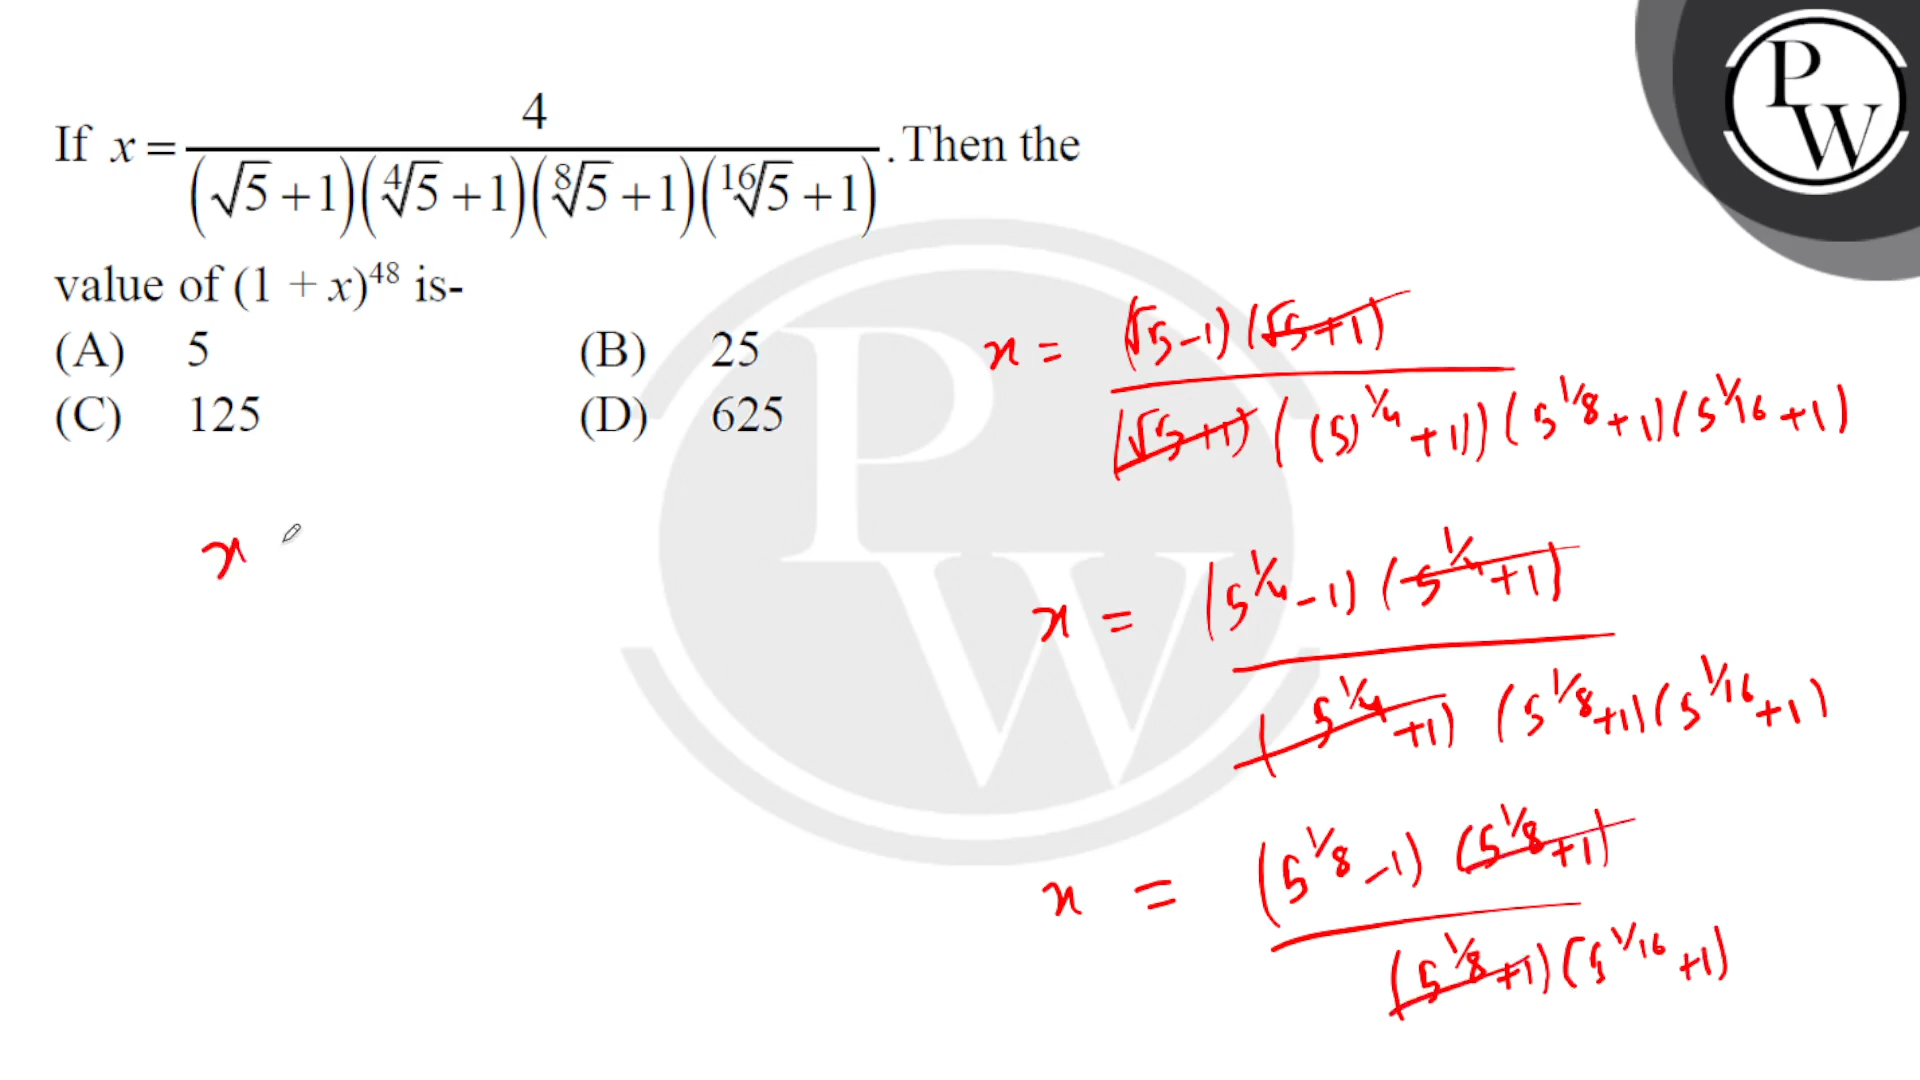 PW
If x = 4 / (√5 + 1)(⁴√5 + 1)(⁸√5 + 1)(¹⁶√5 + 1) . Then the
value of (1 + x)⁴⁸ is-
(A) 5 (B) 25
(C) 125 (D) 625
x = (√5 - 1)(√5 + 1) / (√5 + 1)((5)^1/4 + 1)(5^1/8 + 1)(5^1/16 + 1)
x = (5^1/4 - 1)(5^1/4 + 1) / (5^1/4 + 1)(5^1/8 + 1)(5^1/16 + 1)
x = (5^1/8 - 1)(5^1/8 + 1) / (5^1/8 + 1)(5^1/16 + 1)
x
PW